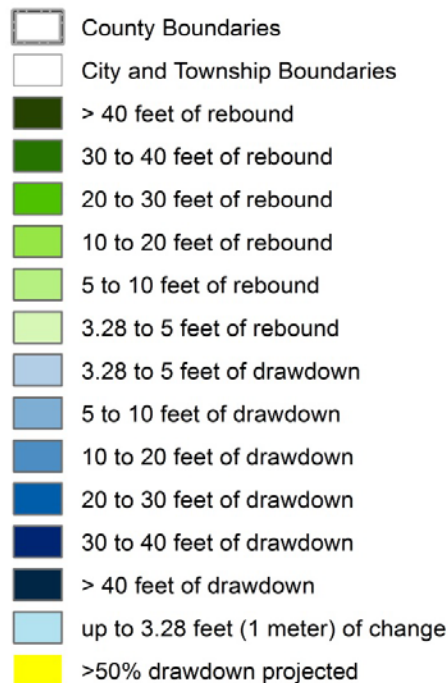 County Boundaries
City and Township Boundaries
> 40 feet of rebound
30 to 40 feet of rebound
20 to 30 feet of rebound
10 to 20 feet of rebound
5 to 10 feet of rebound
3.28 to 5 feet of rebound
3.28 to 5 feet of drawdown
5 to 10 feet of drawdown
10 to 20 feet of drawdown
20 to 30 feet of drawdown
30 to 40 feet of drawdown
> 40 feet of drawdown
up to 3.28 feet (1 meter) of change
>50% drawdown projected